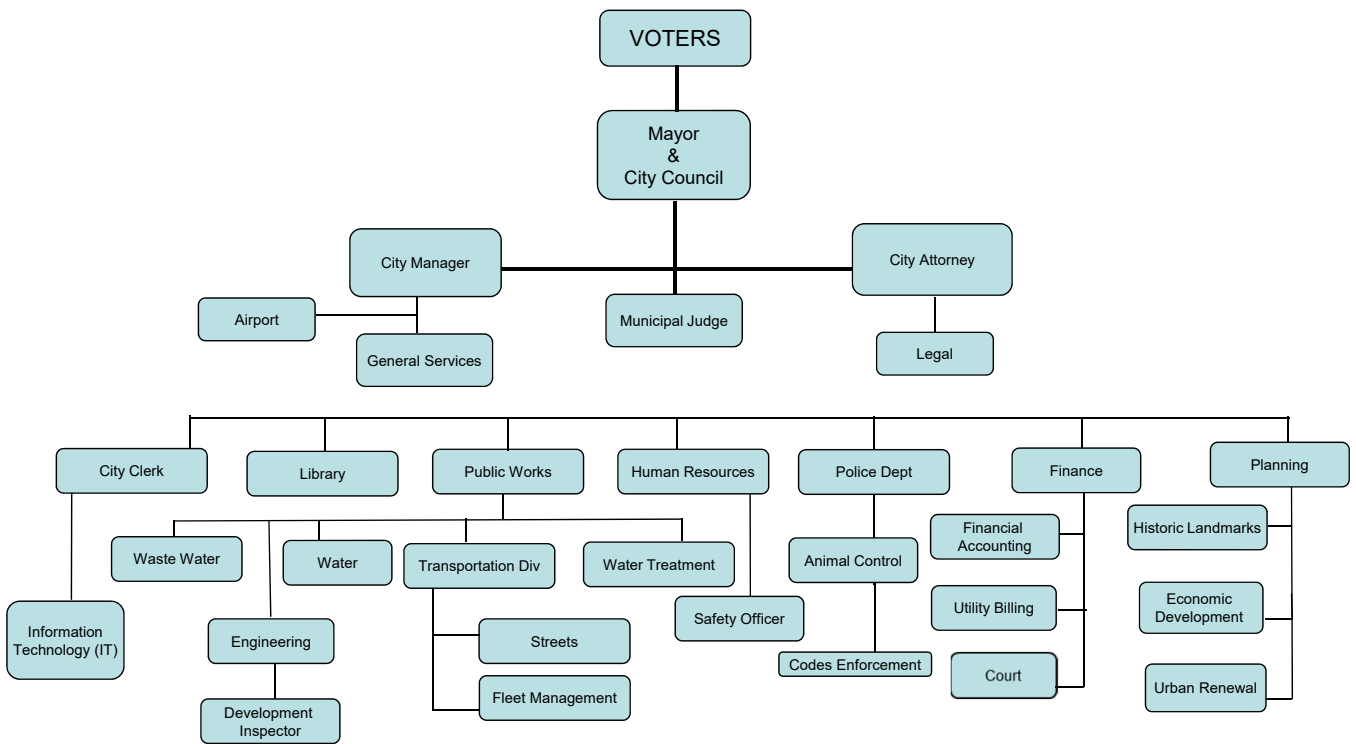 VOTERS
Mayor
&
City Council
City Manager
City Attorney
Airport
Municipal Judge
General Services
Legal
City Clerk
Library
Public Works
Human Resources
Police Dept
Finance
Planning
Waste Water
Water
Transportation Div
Water Treatment
Animal Control
Financial
Accounting
Historic Landmarks
Information
Technology (IT)
Engineering
Streets
Safety Officer
Utility Billing
Economic
Development
Development
Inspector
Fleet Management
Codes Enforcement
Court
Urban Renewal